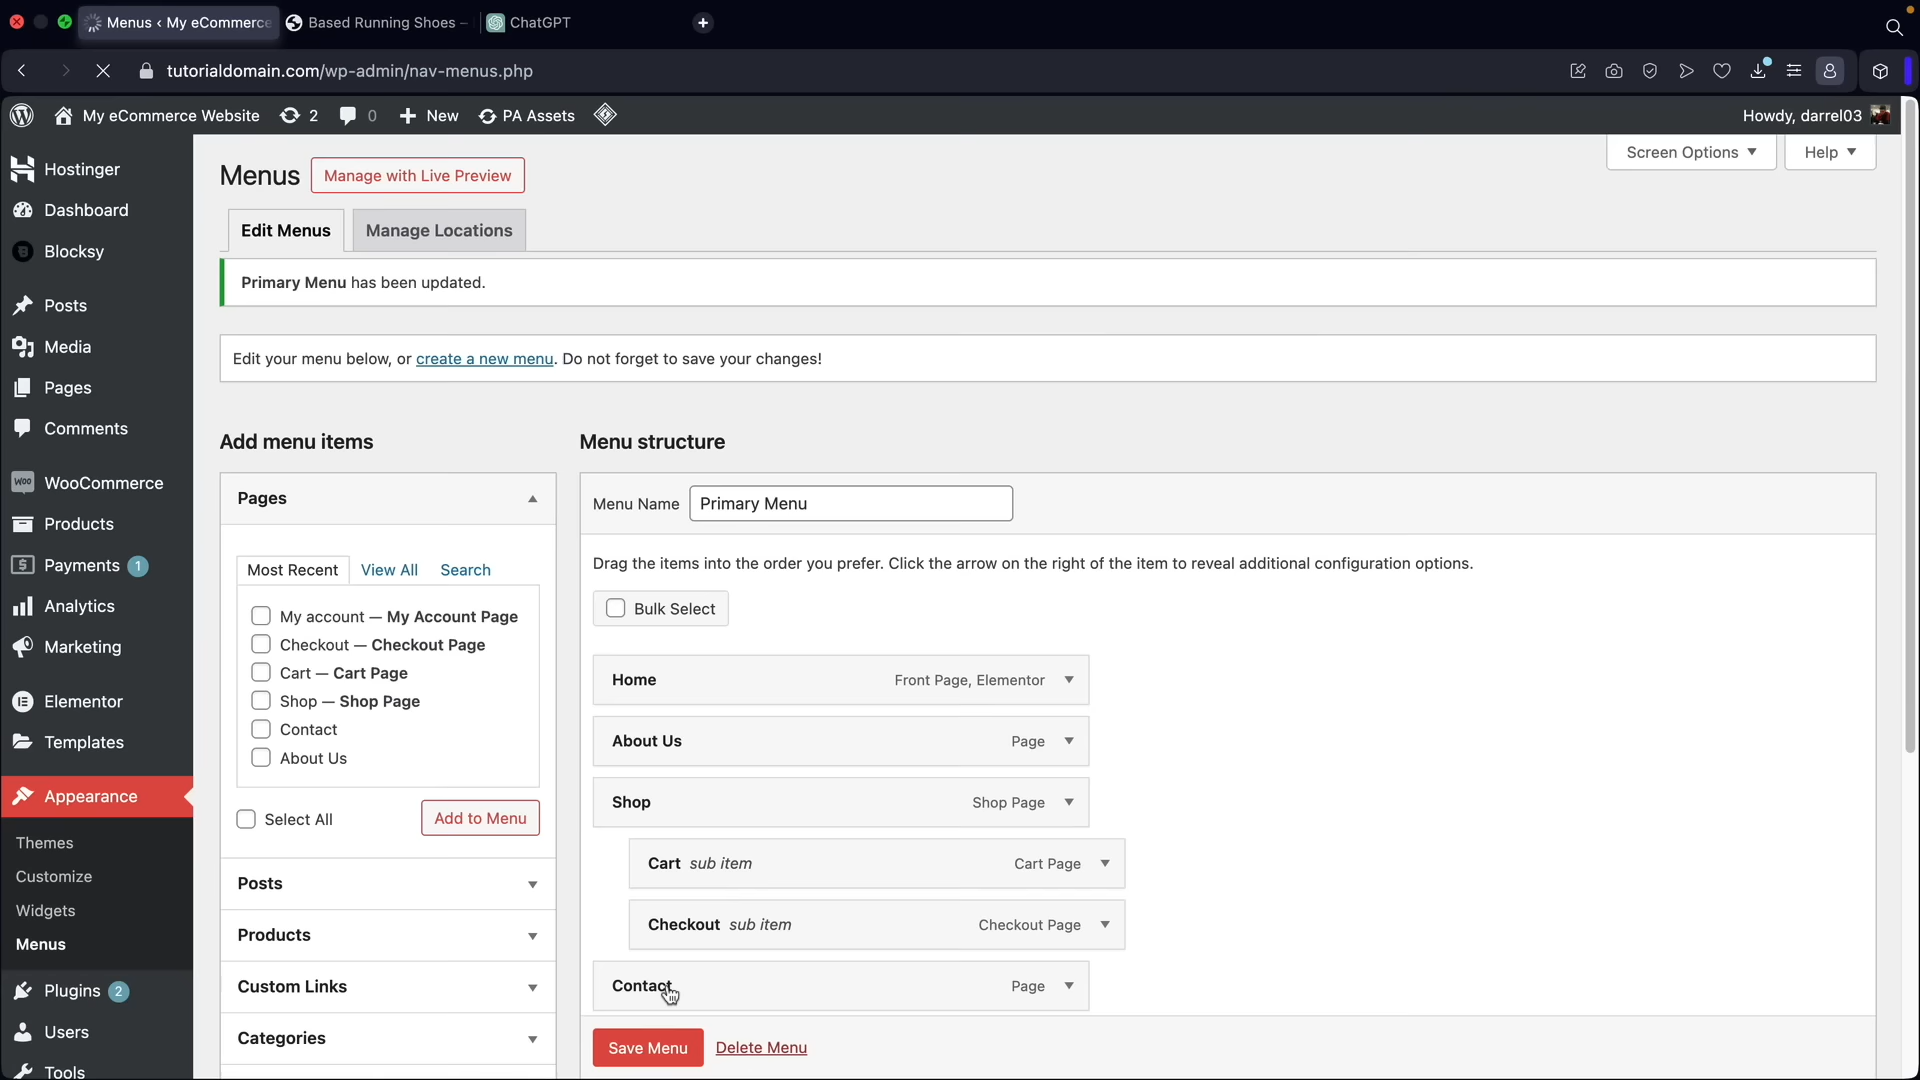 Menus < My eCommerce
Based Running Shoes –
ChatGPT
tutorialdomain.com/wp-admin/nav-menus.php
My eCommerce Website
2
0
New
PA Assets
Howdy, darrel03
Hostinger
Dashboard
Blocksy
Posts
Media
Pages
Comments
WooCommerce
Products
Payments 1
Analytics
Marketing
Elementor
Templates
Appearance
Themes
Customize
Widgets
Menus
Plugins 2
Users
Tools
Menus
Manage with Live Preview
Screen Options
Help
Edit Menus
Manage Locations
Primary Menu has been updated.
Edit your menu below, or create a new menu. Do not forget to save your changes!
Add menu items
Pages
Most Recent
View All
Search
My account — My Account Page
Checkout — Checkout Page
Cart — Cart Page
Shop — Shop Page
Contact
About Us
Select All
Add to Menu
Posts
Products
Custom Links
Categories
Menu structure
Menu Name
Primary Menu
Drag the items into the order you prefer. Click the arrow on the right of the item to reveal additional configuration options.
Bulk Select
Home
Front Page, Elementor
About Us
Page
Shop
Shop Page
Cart sub item
Cart Page
Checkout sub item
Checkout Page
Contact
Page
Save Menu
Delete Menu